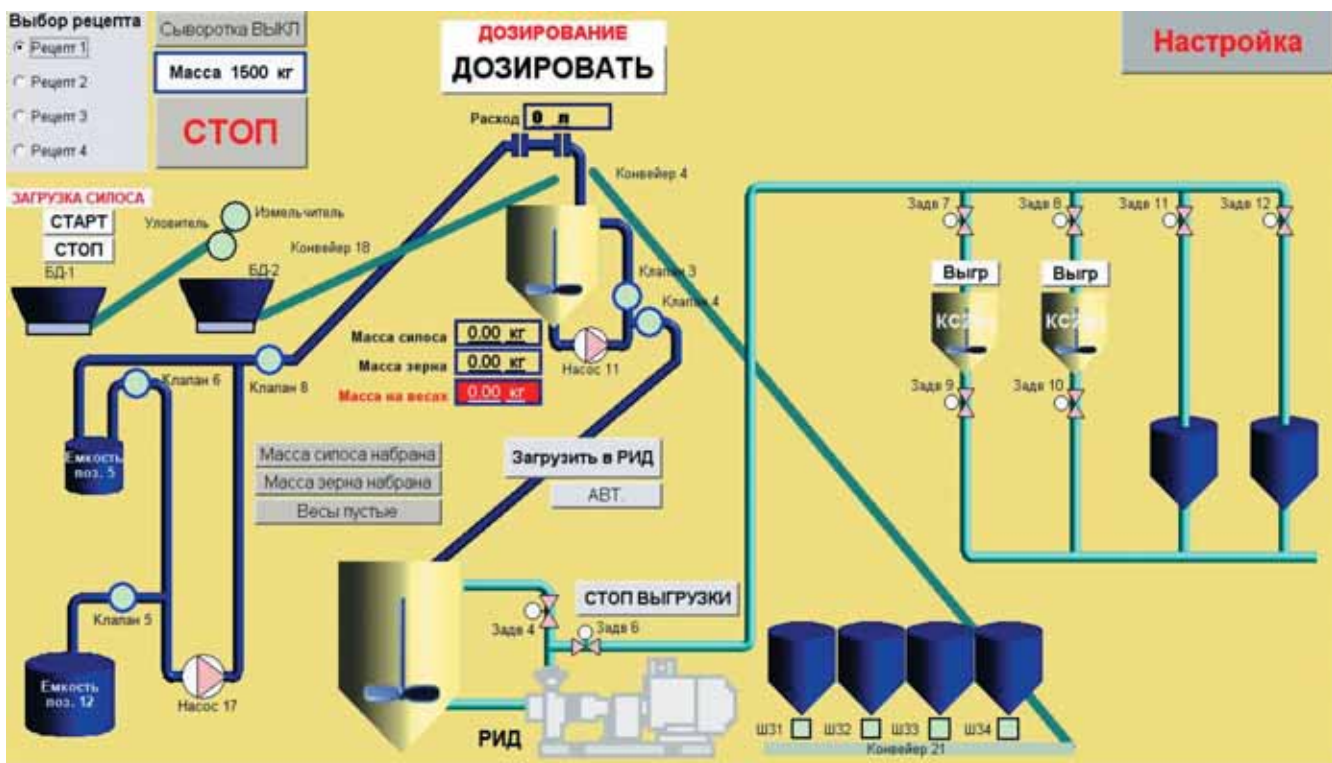 Выбор рецепта
Рецепт 1
Рецепт 2
Рецепт 3
Рецепт 4
Сыворотка ВЫКЛ
Масса 1500 кг
СТОП
ДОЗИРОВАНИЕ
ДОЗИРОВАТЬ
Настройка
Расход 0 л
Конвейер 4
ЗАГРУЗКА СИЛОСА
СТАРТ
СТОП
Уловитель
Измельчитель
Конвейер 18
БД-1
БД-2
Задв 7
Задв 8
Задв 11
Задв 12
Клапан 3
Клапан 4
Выгр
Выгр
Масса силоса 0.00 кг
Масса зерна 0.00 кг
Масса на весах 0.00 кг
Насос 11
Клапан 6
Клапан 8
Задв 9
Задв 10
Емкость
поз. 5
Масса силоса набрана
Масса зерна набрана
Весы пустые
Загрузить в РИД
АВТ.
СТОП ВЫГРУЗКИ
Клапан 5
Задв 4
Задв 6
Емкость
поз. 12
Насос 17
РИД
ШЗ1
ШЗ2
ШЗ3
ШЗ4
Конвейер 21